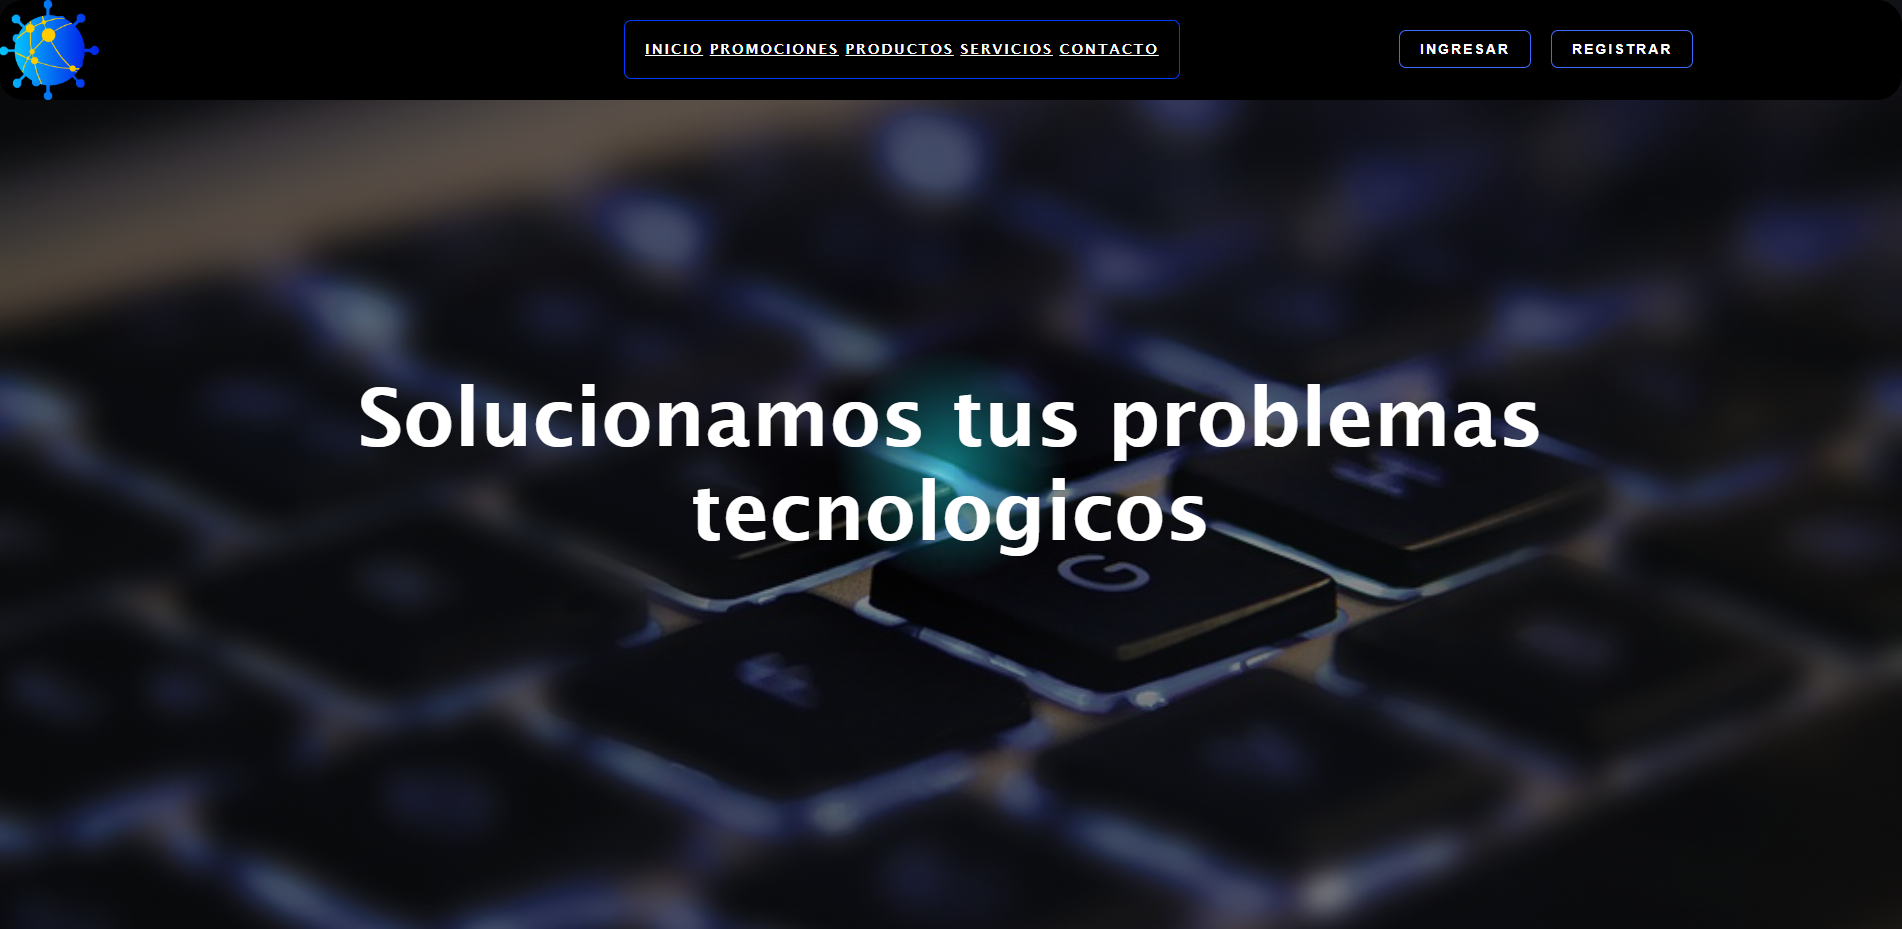 INICIO PROMOCIONES PRODUCTOS SERVICIOS CONTACTO
INGRESAR
REGISTRAR
Solucionamos tus problemas
tecnologicos
H
G
F